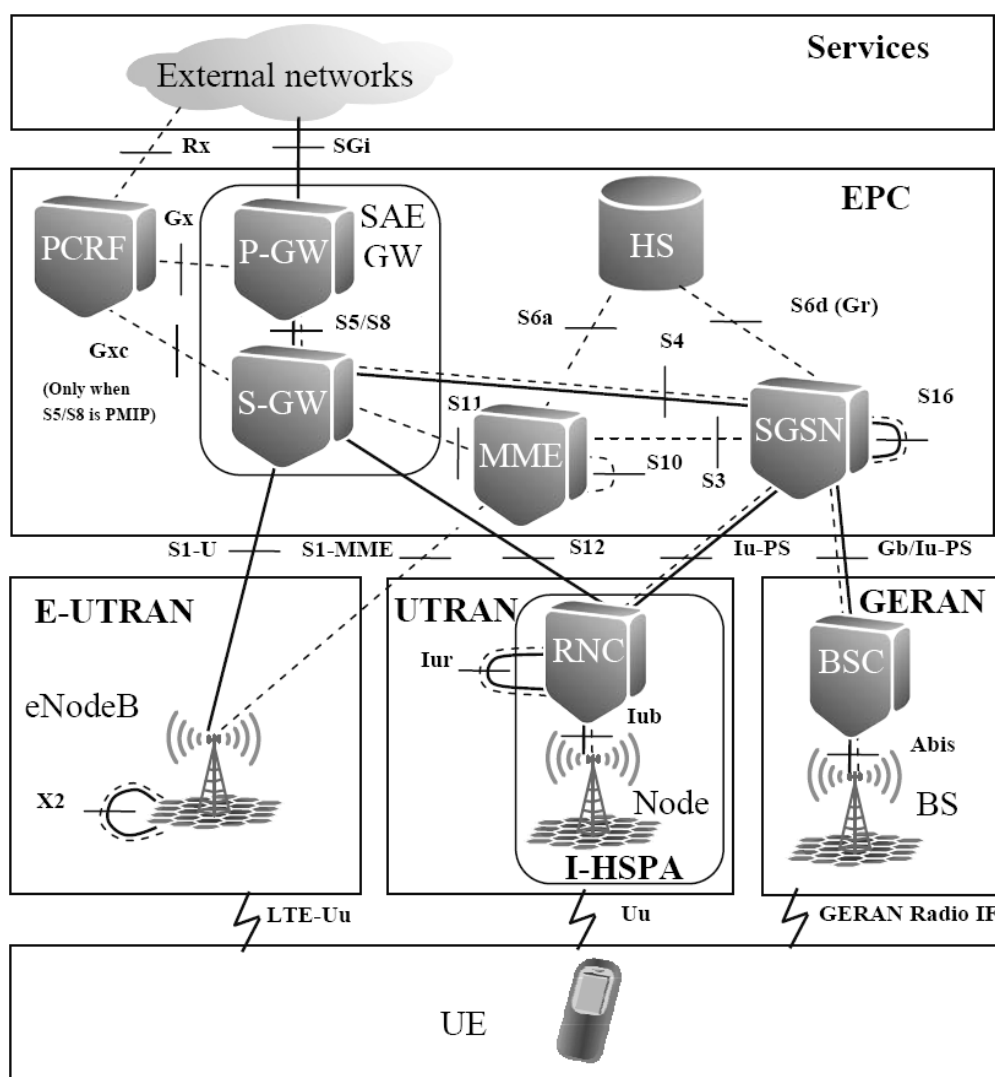 Services
External networks
Rx
SGi
EPC
PCRF
Gx
P-GW
SAE
GW
HS
S6a
S6d (Gr)
S5/S8
S4
Gxc
(Only when
S5/S8 is PMIP)
S-GW
S11
MME
S10
S3
SGSN
S16
S1-U
S1-MME
S12
Iu-PS
Gb/Iu-PS
E-UTRAN
UTRAN
GERAN
RNC
BSC
Iur
eNodeB
Iub
Abis
X2
Node
BS
I-HSPA
LTE-Uu
Uu
GERAN Radio IF
UE